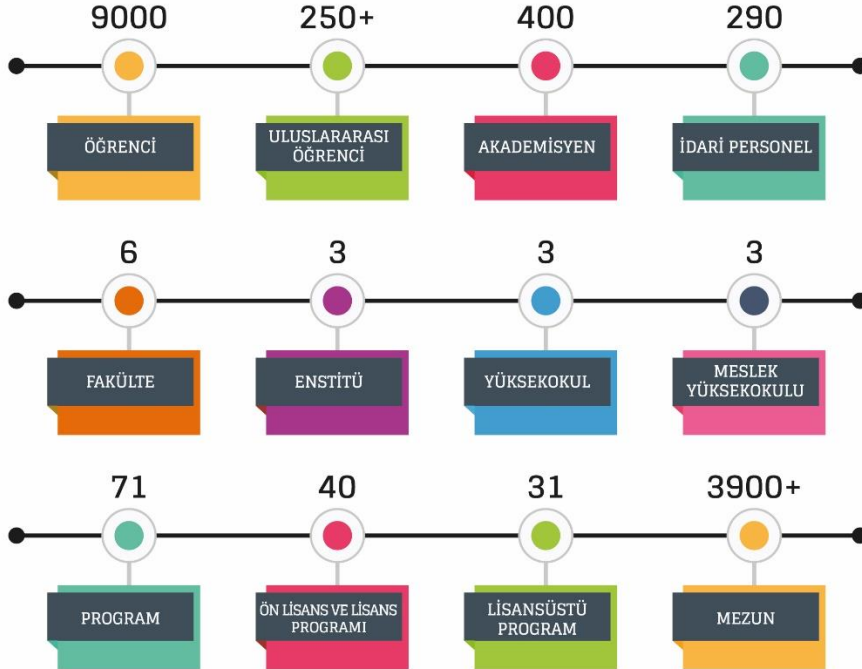 9000
250+
400
290
ÖĞRENCİ
ULUSLARARASI
ÖĞRENCİ
AKADEMİSYEN
İDARİ PERSONEL
6
3
3
3
FAKÜLTE
ENSTİTÜ
YÜKSEKOKUL
MESLEK
YÜKSEKOKULU
71
40
31
3900+
PROGRAM
ÖN LİSANS VE LİSANS
PROGRAMI
LİSANSÜSTÜ
PROGRAM
MEZUN